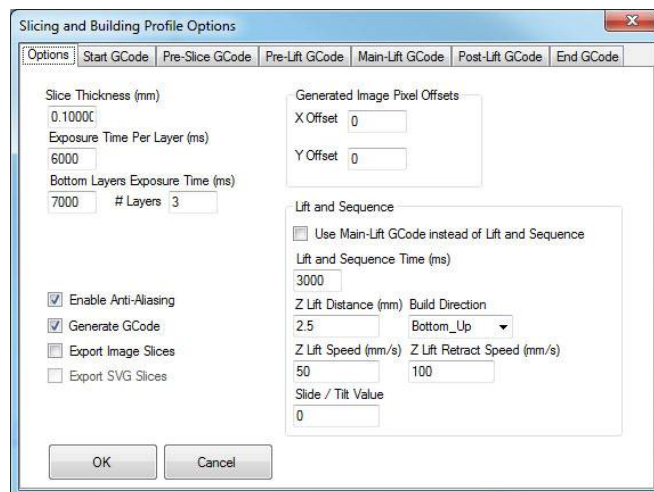 Slicing and Building Profile Options
Options Start GCode Pre-Slice GCode Pre-Lift GCode Main-Lift GCode Post-Lift GCode End GCode
Slice Thickness (mm)
0.10000
Exposure Time Per Layer (ms)
6000
Bottom Layers Exposure Time (ms)
7000 # Layers 3
Enable Anti-Aliasing
Generate GCode
Export Image Slices
Export SVG Slices
OK Cancel
Generated Image Pixel Offsets
X Offset 0
Y Offset 0
Lift and Sequence
Use Main-Lift GCode instead of Lift and Sequence
Lift and Sequence Time (ms)
3000
Z Lift Distance (mm) Build Direction
2.5 Bottom_Up
Z Lift Speed (mm/s) Z Lift Retract Speed (mm/s)
50 100
Slide / Tilt Value
0